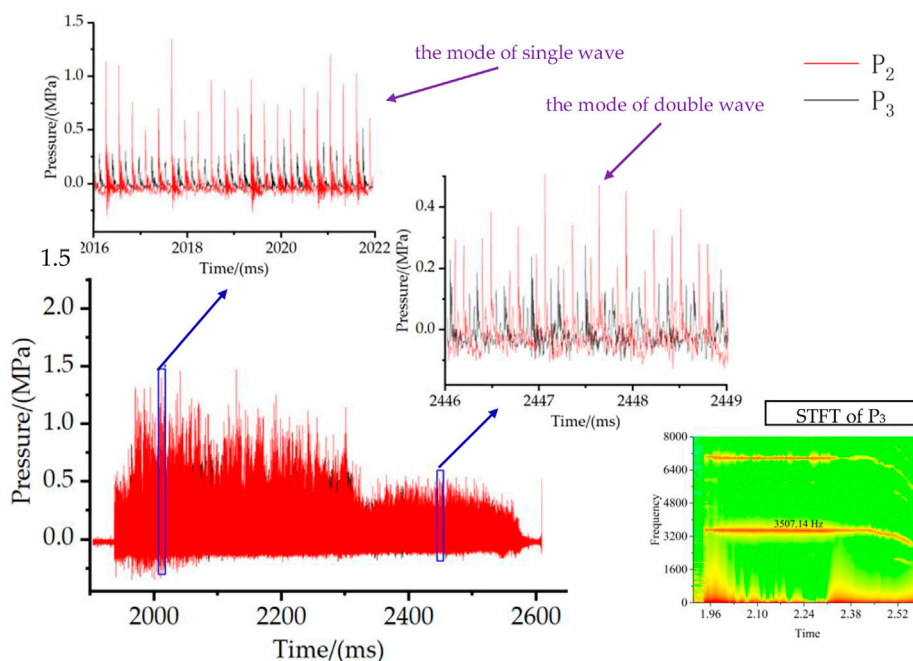 1.5
1.0
0.5
0.0
Pressure/(MPa)
2016
2018
2020
2022
Time/(ms)
the mode of single wave
the mode of double wave
P2
P3
0.4
0.2
0.0
Pressure/(MPa)
2446
2447
2448
2449
Time/(ms)
1.5
2.0
1.5
1.0
0.5
0.0
Pressure/(MPa)
2000
2200
2400
2600
Time/(ms)
STFT of P3
8000
6400
4800
3200
1600
0
Frequency
3507.14 Hz
1.96
2.10
2.24
2.38
2.52
Time